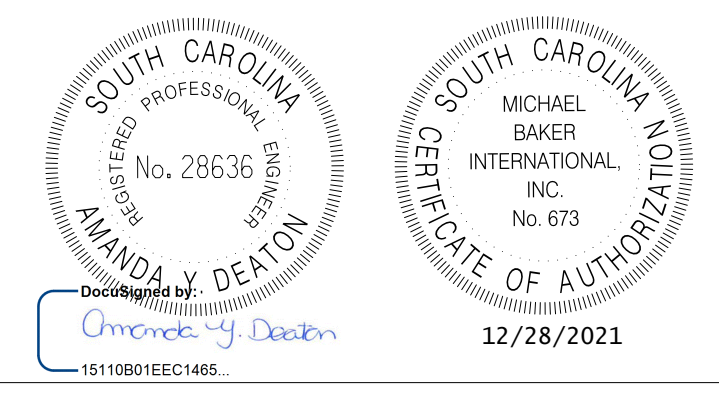 SOUTH CAROLINA
REGISTERED PROFESSIONAL ENGINEER
No. 28636
AMANDA Y DEATON
DocuSigned by:
Amanda Y. Deaton
15110B01EEC1465...
SOUTH CAROLINA
MICHAEL
BAKER
INTERNATIONAL,
INC.
No. 673
CERTIFICATE OF AUTHORIZATION
12/28/2021